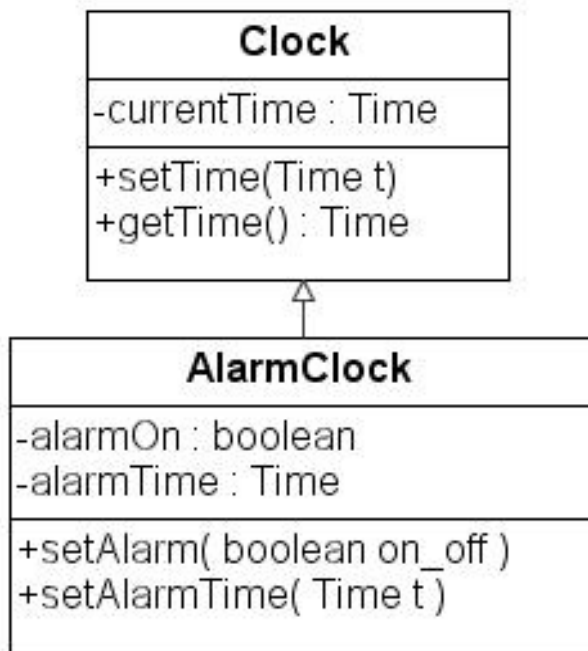 Clock
-currentTime : Time
+setTime(Time t)
+getTime() : Time
AlarmClock
-alarmOn : boolean
-alarmTime : Time
+setAlarm( boolean on_off )
+setAlarmTime( Time t )